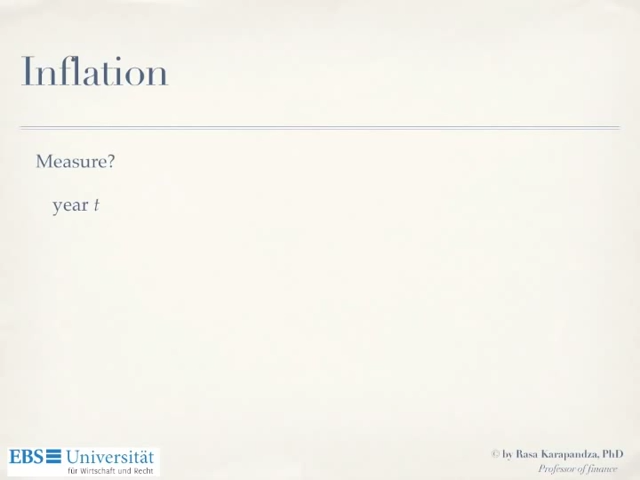 Inflation
Measure?
year t
EBS Universität
für Wirtschaft und Recht
© by Rasa Karapandza, PhD
Professor of finance